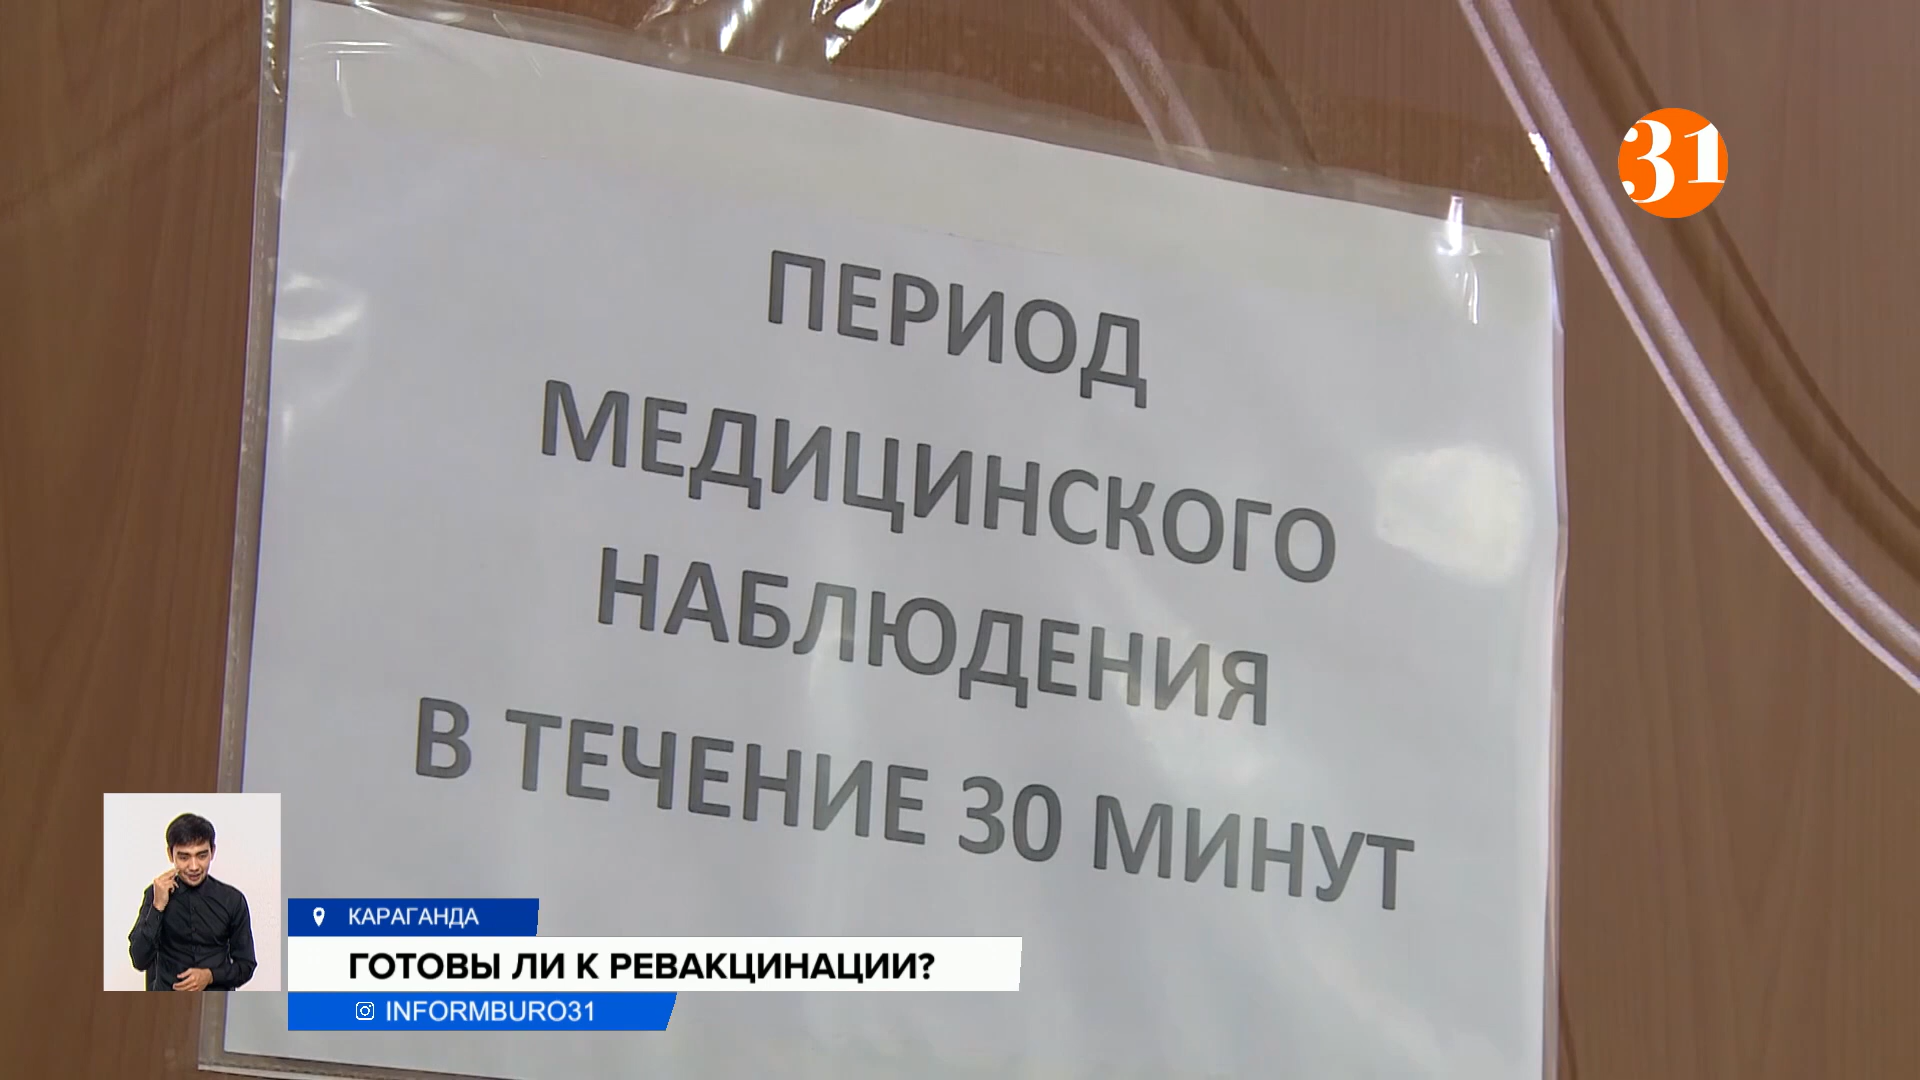 31
ПЕРИОД
МЕДИЦИНСКОГО
НАБЛЮДЕНИЯ
В ТЕЧЕНИЕ 30 МИНУТ
КАРАГАНДА
ГОТОВЫ ЛИ К РЕВАКЦИНАЦИИ?
INFORMBURO31